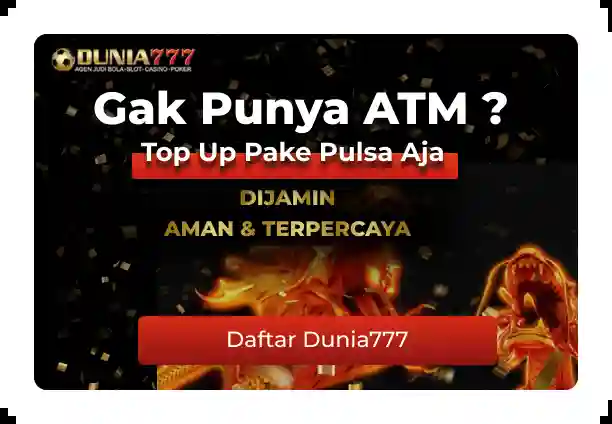 DUNIA777
AGEN JUDI BOLA•SLOT•CASINO•POKER
Gak Punya ATM ?
Top Up Pake Pulsa Aja
DIJAMIN
AMAN & TERPERCAYA
Daftar Dunia777